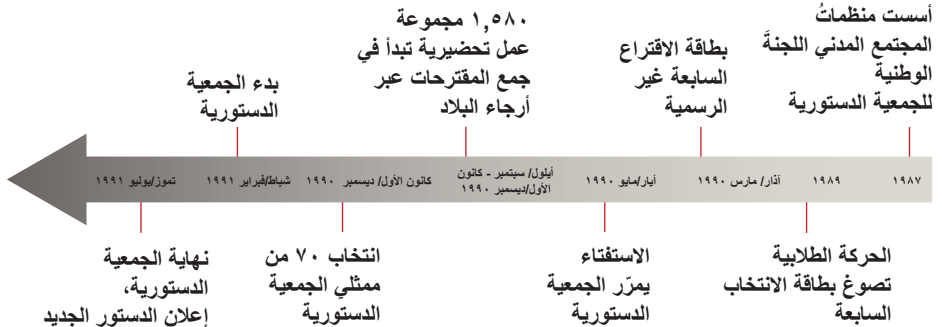 أسست منظماتُ
المجتمع المدني اللجنةَ
الوطنية
للجمعية الدستورية
بطاقة الاقتراع
السابعة غير
الرسمية
١,٥٨٠ مجموعة
عمل تحضيرية تبدأ في
جمع المقترحات عبر
أرجاء البلاد
بدء الجمعية
الدستورية
١٩٨٧
١٩٨٩
آذار/ مارس ١٩٩٠
أيار/مايو ١٩٩٠
أيلول/ سبتمبر - كانون
الأول/ديسمبر ١٩٩٠
كانون الأول/ ديسمبر ١٩٩٠
شباط/فبراير ١٩٩١
تموز/يوليو ١٩٩١
الحركة الطلابية
تصوغ بطاقة الانتخاب
السابعة
الاستفتاء
يمرّر الجمعية
الدستورية
انتخاب ٧٠ من
ممثلي الجمعية
الدستورية
نهاية الجمعية
الدستورية،
إعلان الدستور الجديد